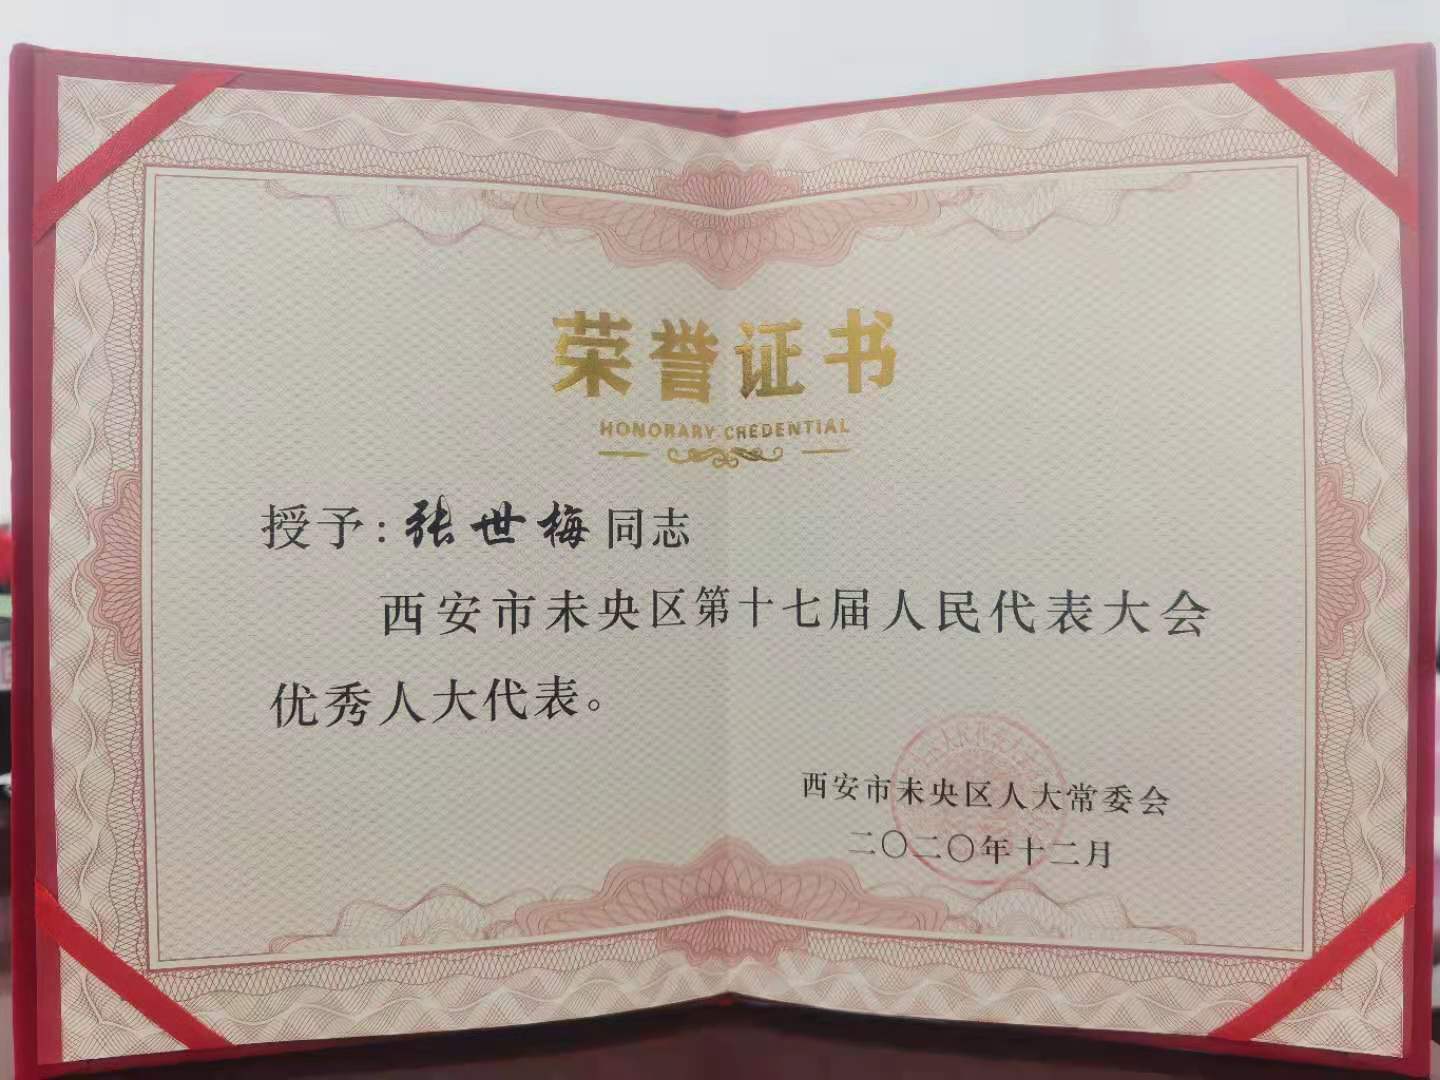 荣誉证书
HONORARY CREDENTIAL
授予：张世梅同志
西安市未央区第十七届人民代表大会
优秀人大代表。
西安市未央区人大常委会
二〇二〇年十二月